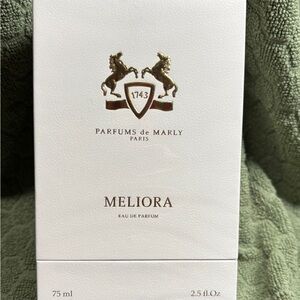 1743
PARFUMS de MARLY
PARIS
MELIORA
EAU DE PARFUM
75 ml 2.5 fl.Oz